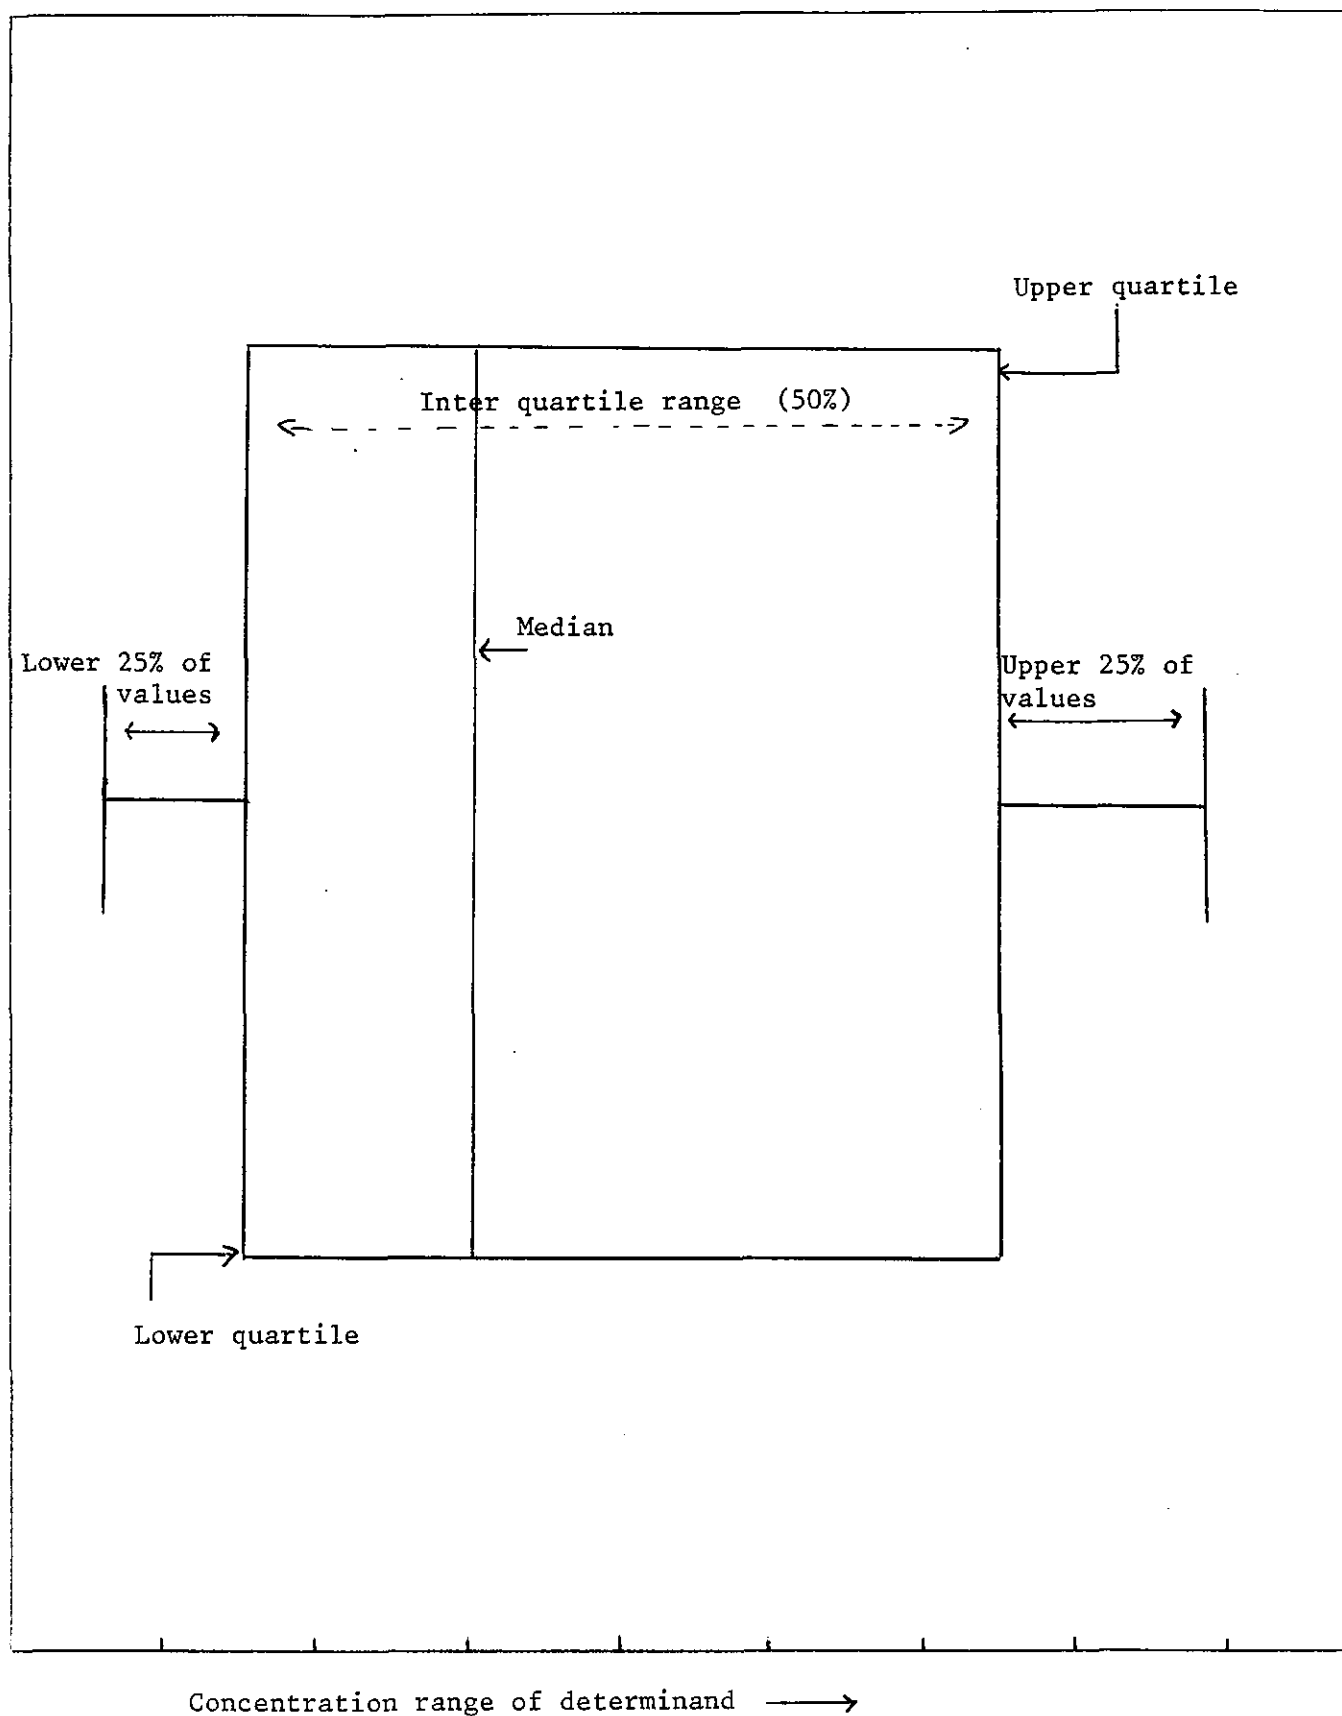 Upper quartile
Inter quartile range (50%)
Median
Lower 25% of
values
Upper 25% of
values
Lower quartile
Concentration range of determinand